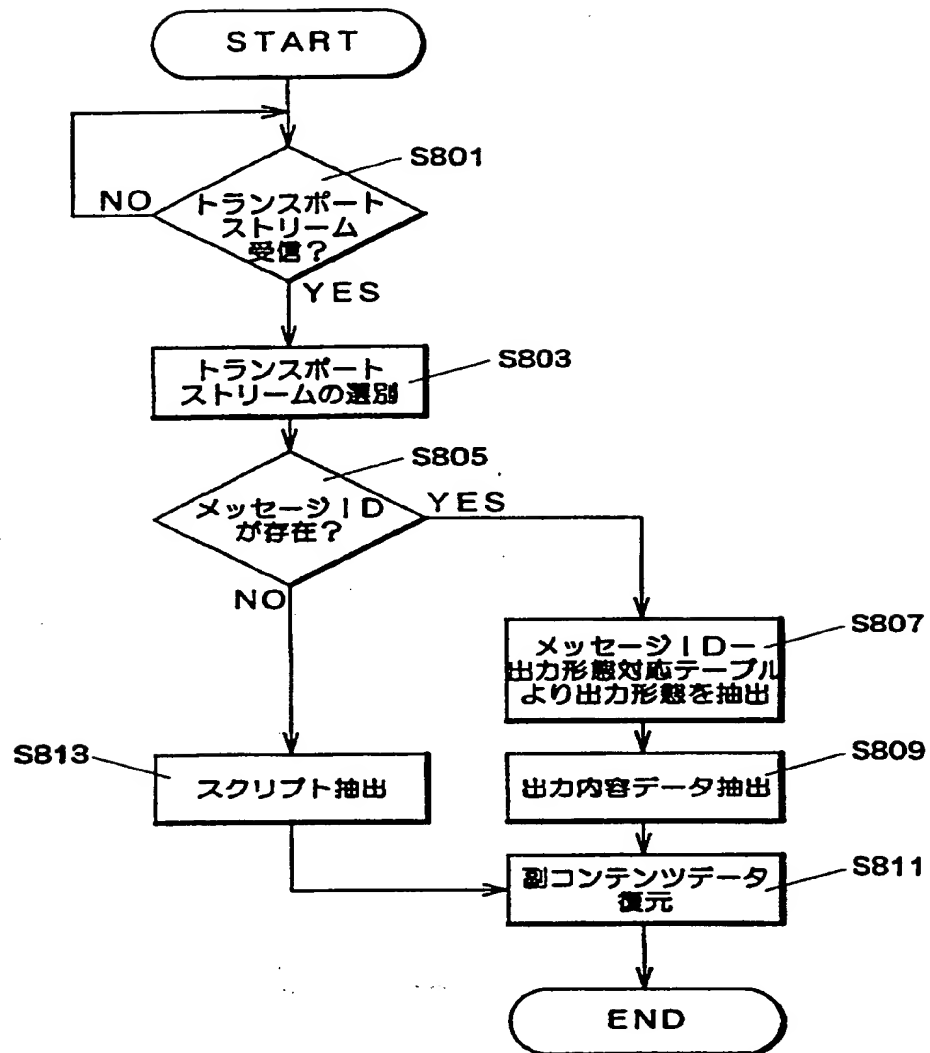 START
S801
NO
トランスポート
ストリーム
受信?
YES
S803
トランスポート
ストリームの選別
S805
メッセージID
が存在?
YES
NO
S807
メッセージIDー
出力形態対応テーブル
より出力形態を抽出
S813
スクリプト抽出
S809
出力内容データ抽出
S811
副コンテンツデータ
復元
END